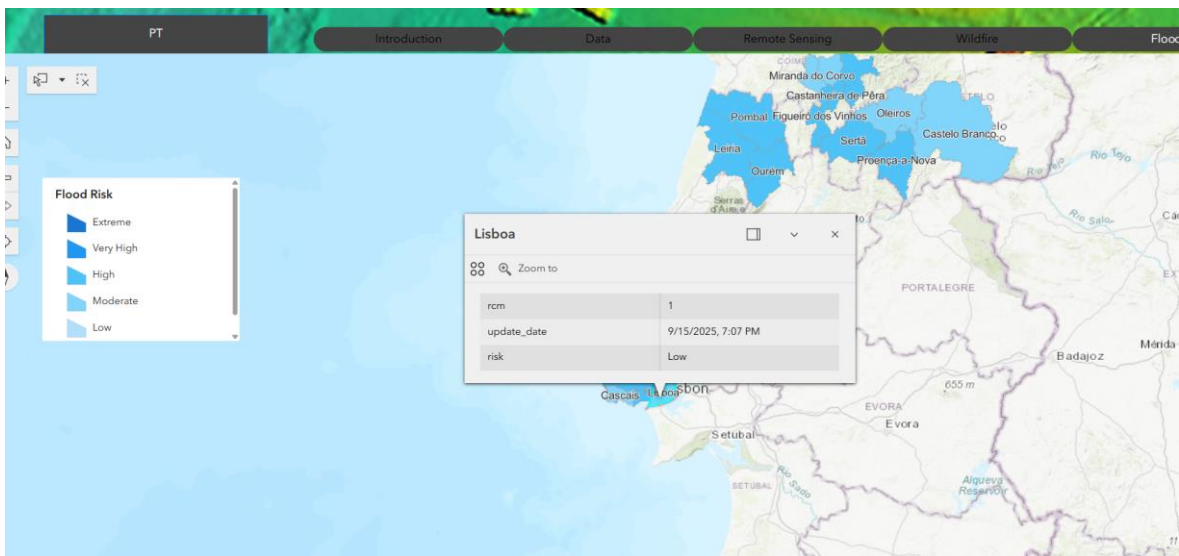 PT
Introduction
Data
Remote Sensing
Wildfire
Flood
Flood Risk
Extreme
Very High
High
Moderate
Low
Miranda do Corvo
Castanheira de Pêra
Pombal
Figueiró dos Vinhos
Oleiros
Castelo Branco
Leiria
Sertã
Proença-a-Nova
Ourém
Rio Tejo
Serras
d'Aire e
Rio Salor
PORTALEGRE
Lisboa
Zoom to
rcm 1
update_date 9/15/2025, 7:07 PM
risk Low
Mérida
Badajoz
Cascais
Lisboa
sbon
655 m
EVORA
Evora
Setubal
SETUBAL
Rio Sado
Alqueva
Reservoir
11